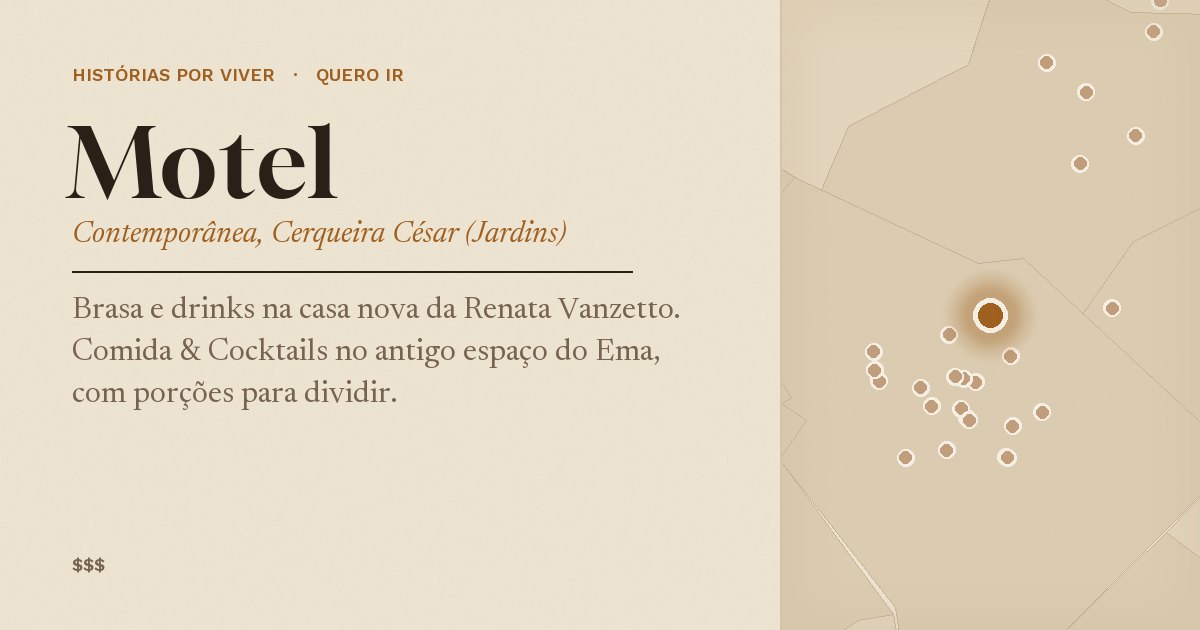 HISTÓRIAS POR VIVER · QUERO IR
Motel
Contemporânea, Cerqueira César (Jardins)
Brasa e drinks na casa nova da Renata Vanzetto.
Comida & Cocktails no antigo espaço do Ema,
com porções para dividir.
$$$